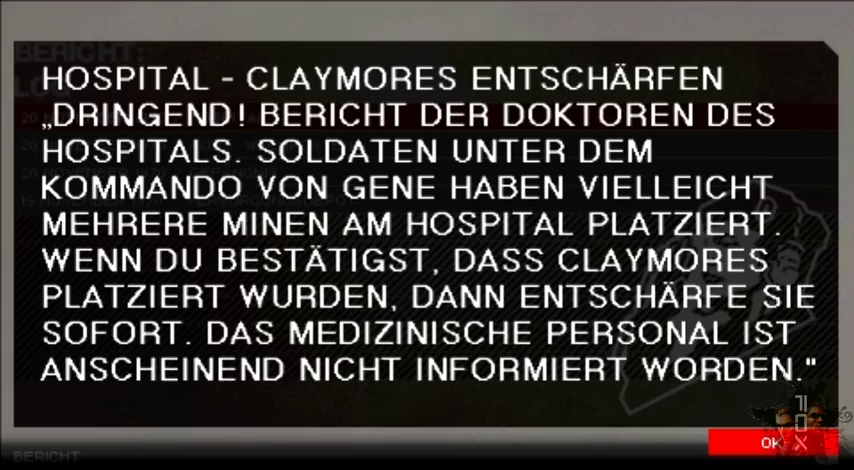 BERICHT:
HOSPITAL - CLAYMORES ENTSCHÄRFEN
„DRINGEND! BERICHT DER DOKTOREN DES
HOSPITALS. SOLDATEN UNTER DEM
KOMMANDO VON GENE HABEN VIELLEICHT
MEHRERE MINEN AM HOSPITAL PLATZIERT.
WENN DU BESTÄTIGST, DASS CLAYMORES
PLATZIERT WURDEN, DANN ENTSCHÄRFE SIE
SOFORT. DAS MEDIZINISCHE PERSONAL IST
ANSCHEINEND NICHT INFORMIERT WORDEN."
FOX
OK
BERICHT